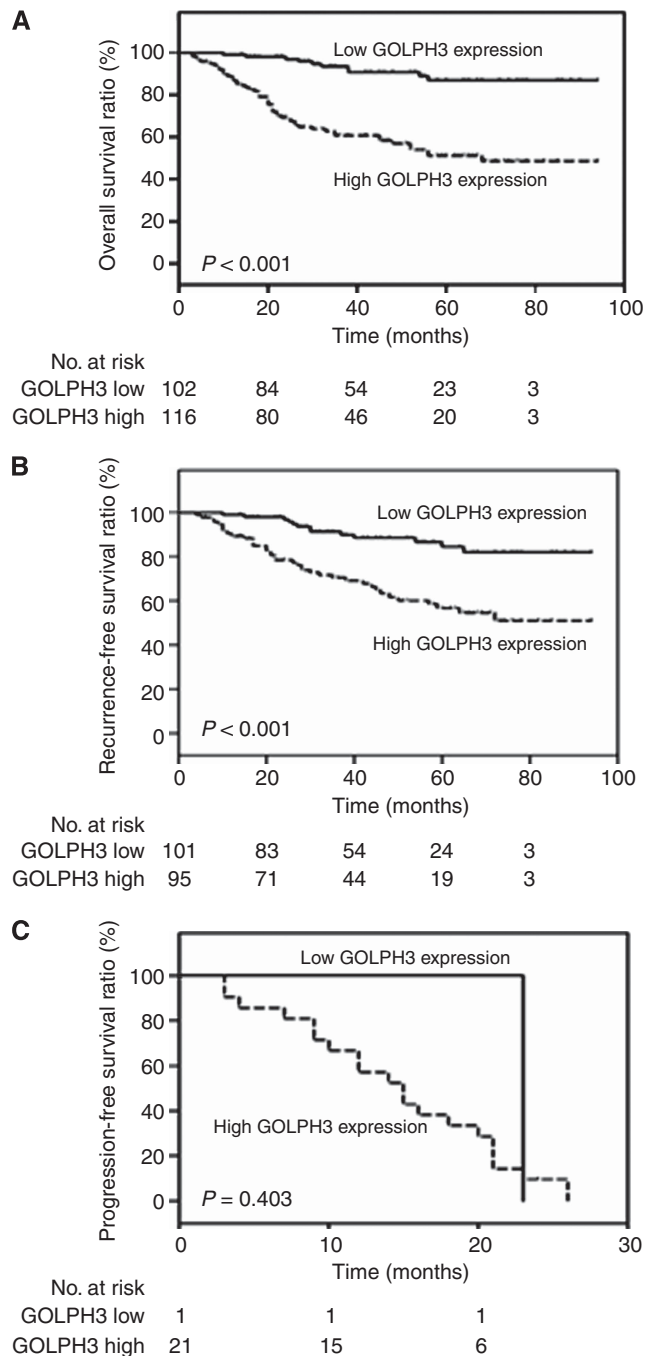 A
Overall survival ratio (%)
100
80
60
40
20
0
Low GOLPH3 expression
High GOLPH3 expression
P < 0.001
0 20 40 60 80 100
Time (months)
No. at risk
GOLPH3 low 102 84 54 23 3
GOLPH3 high 116 80 46 20 3
B
Recurrence-free survival ratio (%)
100
80
60
40
20
0
Low GOLPH3 expression
High GOLPH3 expression
P < 0.001
0 20 40 60 80 100
Time (months)
No. at risk
GOLPH3 low 101 83 54 24 3
GOLPH3 high 95 71 44 19 3
C
Progression-free survival ratio (%)
100
80
60
40
20
0
Low GOLPH3 expression
High GOLPH3 expression
P = 0.403
0 10 20 30
Time (months)
No. at risk
GOLPH3 low 1 1 1
GOLPH3 high 21 15 6